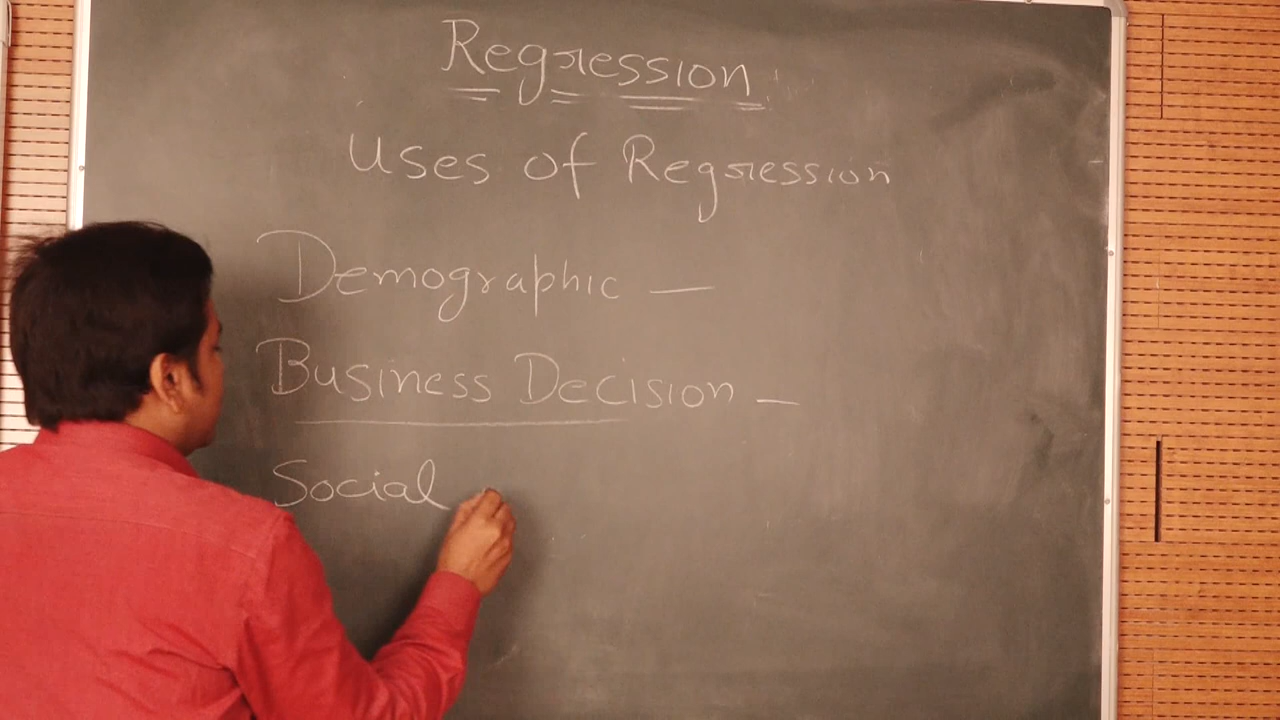 Regression
Uses of Regression
Demographic —
Business Decision —
Social